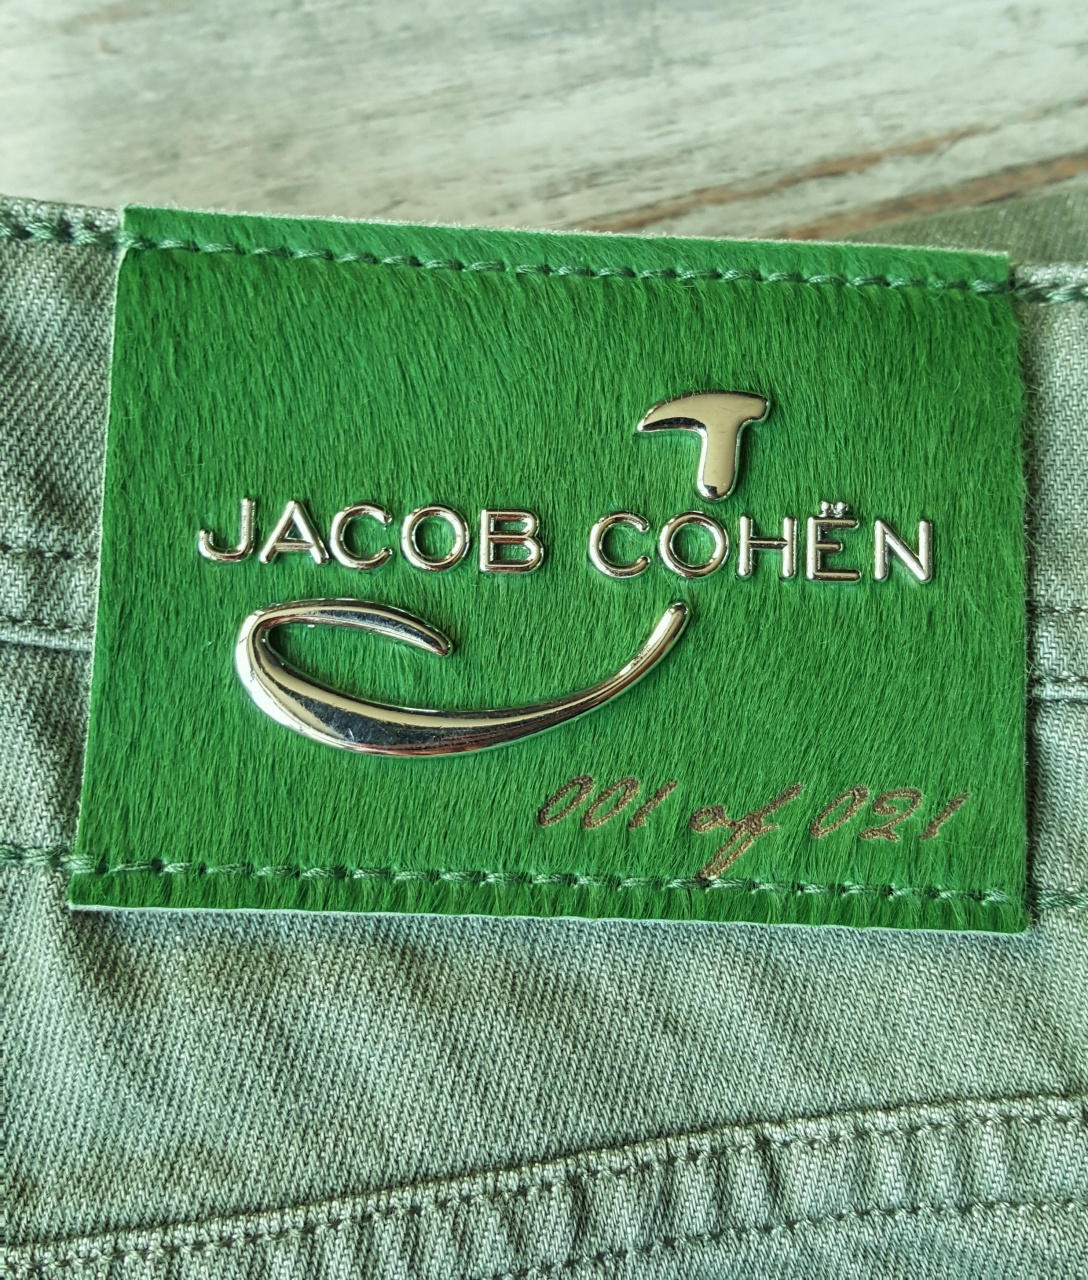 JACOB COHËN
001 of 021